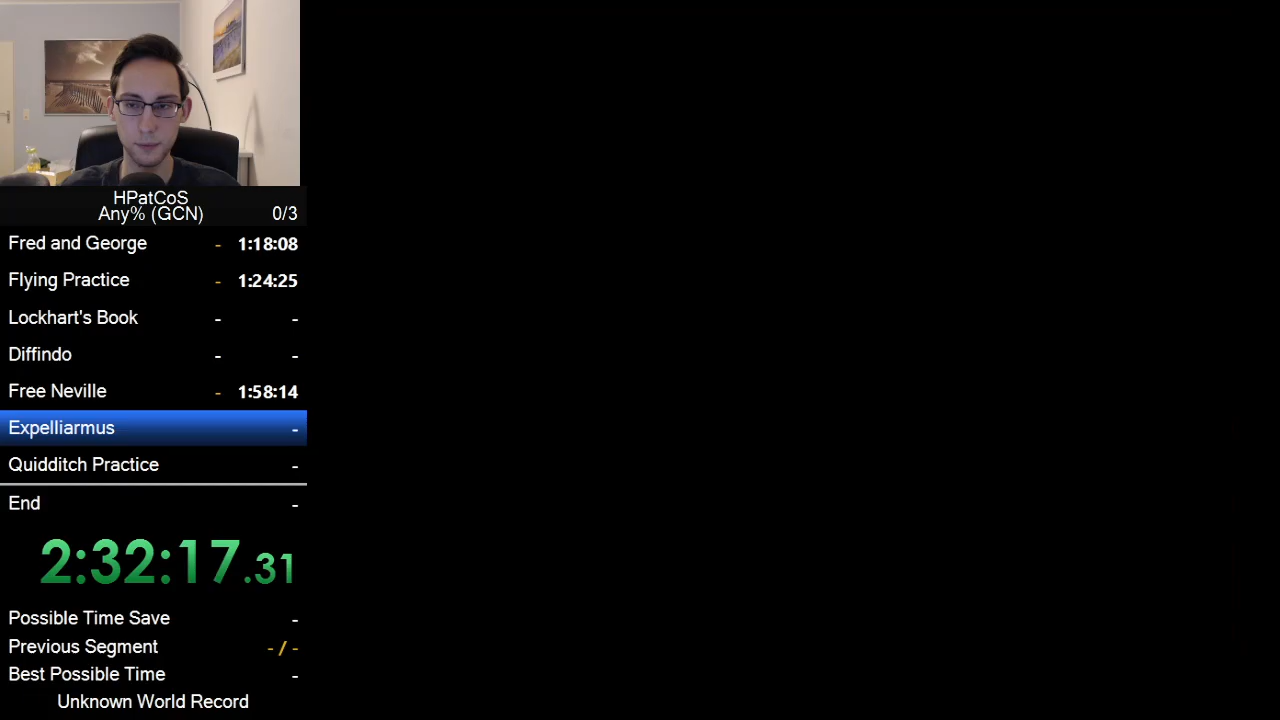 HPatCoS
Any% (GCN) 0/3
Fred and George - 1:18:08
Flying Practice - 1:24:25
Lockhart's Book - -
Diffindo - -
Free Neville - 1:58:14
Expelliarmus -
Quidditch Practice -
End -
2:32:17.31
Possible Time Save -
Previous Segment - / -
Best Possible Time -
Unknown World Record